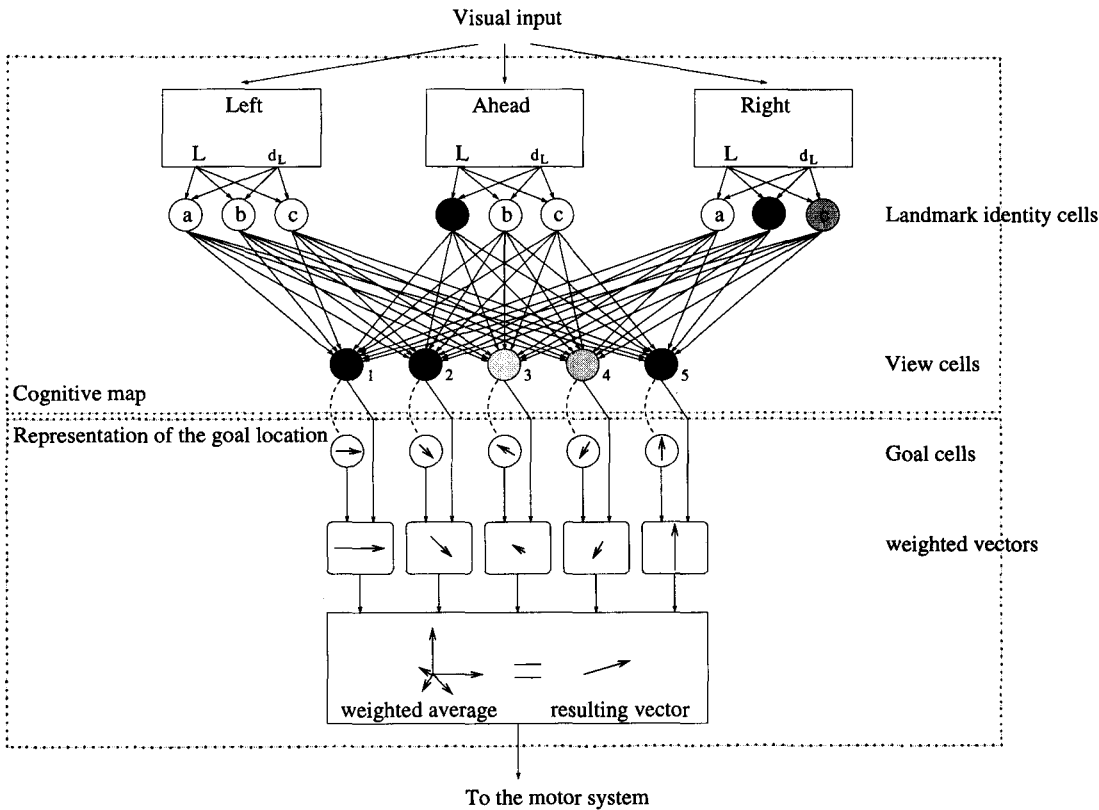 Visual input
Left Ahead Right
L d_L L d_L L d_L
a b c b c a c Landmark identity cells
1 2 3 4 5 View cells
Cognitive map
Representation of the goal location
Goal cells
weighted vectors
weighted average resulting vector
To the motor system